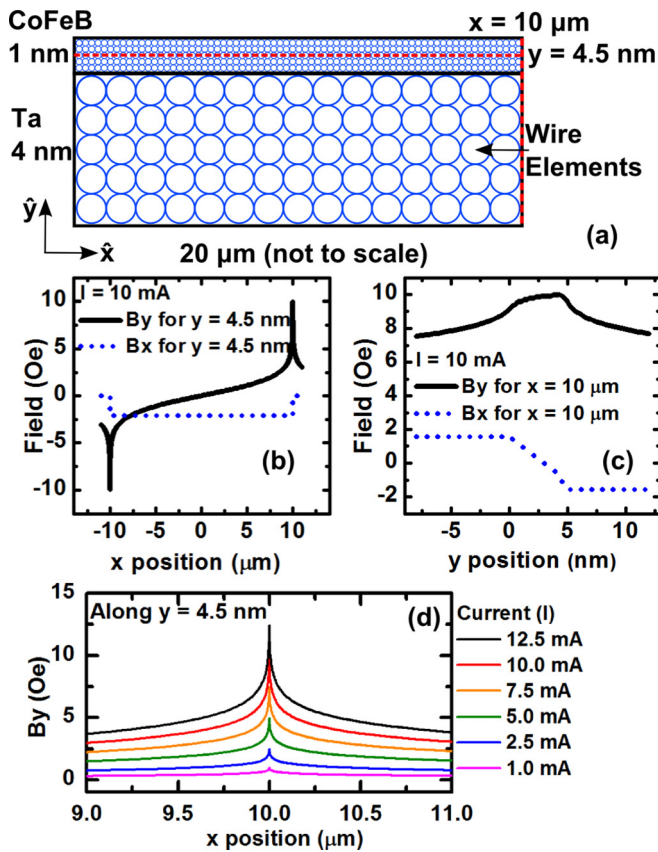 CoFeB
x = 10 μm
1 nm
y = 4.5 nm
Ta
4 nm
Wire
Elements
ŷ
x̂
20 μm (not to scale)
(a)
I = 10 mA
By for y = 4.5 nm
Bx for y = 4.5 nm
Field (Oe)
10
5
0
-5
-10
(b)
-10 -5 0 5 10
x position (μm)
I = 10 mA
By for x = 10 μm
Bx for x = 10 μm
Field (Oe)
10
8
6
4
2
0
-2
(c)
-5 0 5 10
y position (nm)
Along y = 4.5 nm
(d)
By (Oe)
15
10
5
0
9.0 9.5 10.0 10.5 11.0
x position (μm)
Current (I)
12.5 mA
10.0 mA
7.5 mA
5.0 mA
2.5 mA
1.0 mA